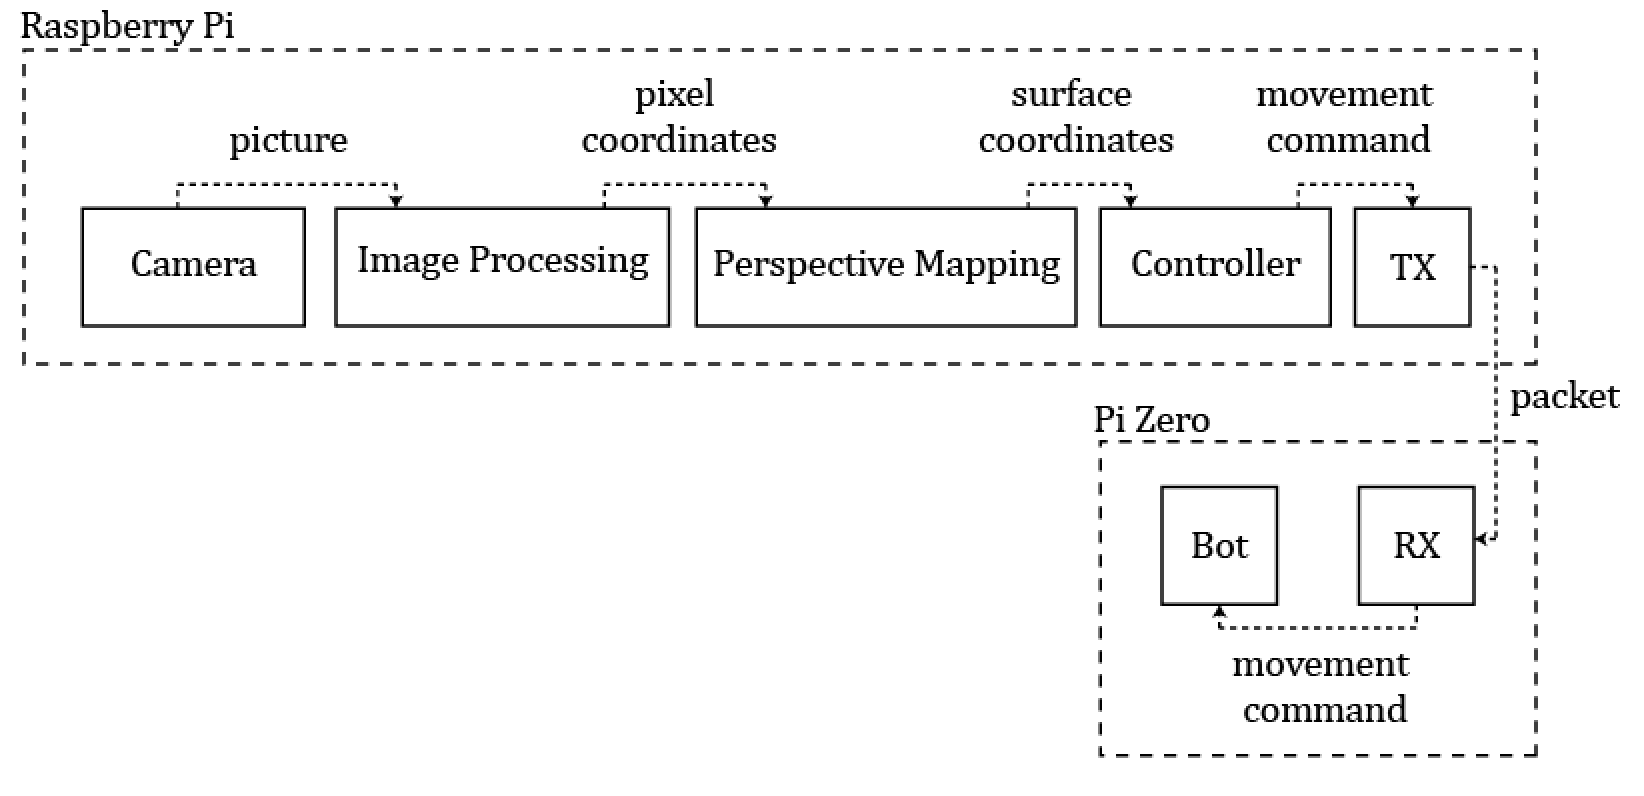 Raspberry Pi
picture
pixel
coordinates
surface
coordinates
movement
command
Camera
Image Processing
Perspective Mapping
Controller
TX
packet
Pi Zero
Bot
RX
movement
command